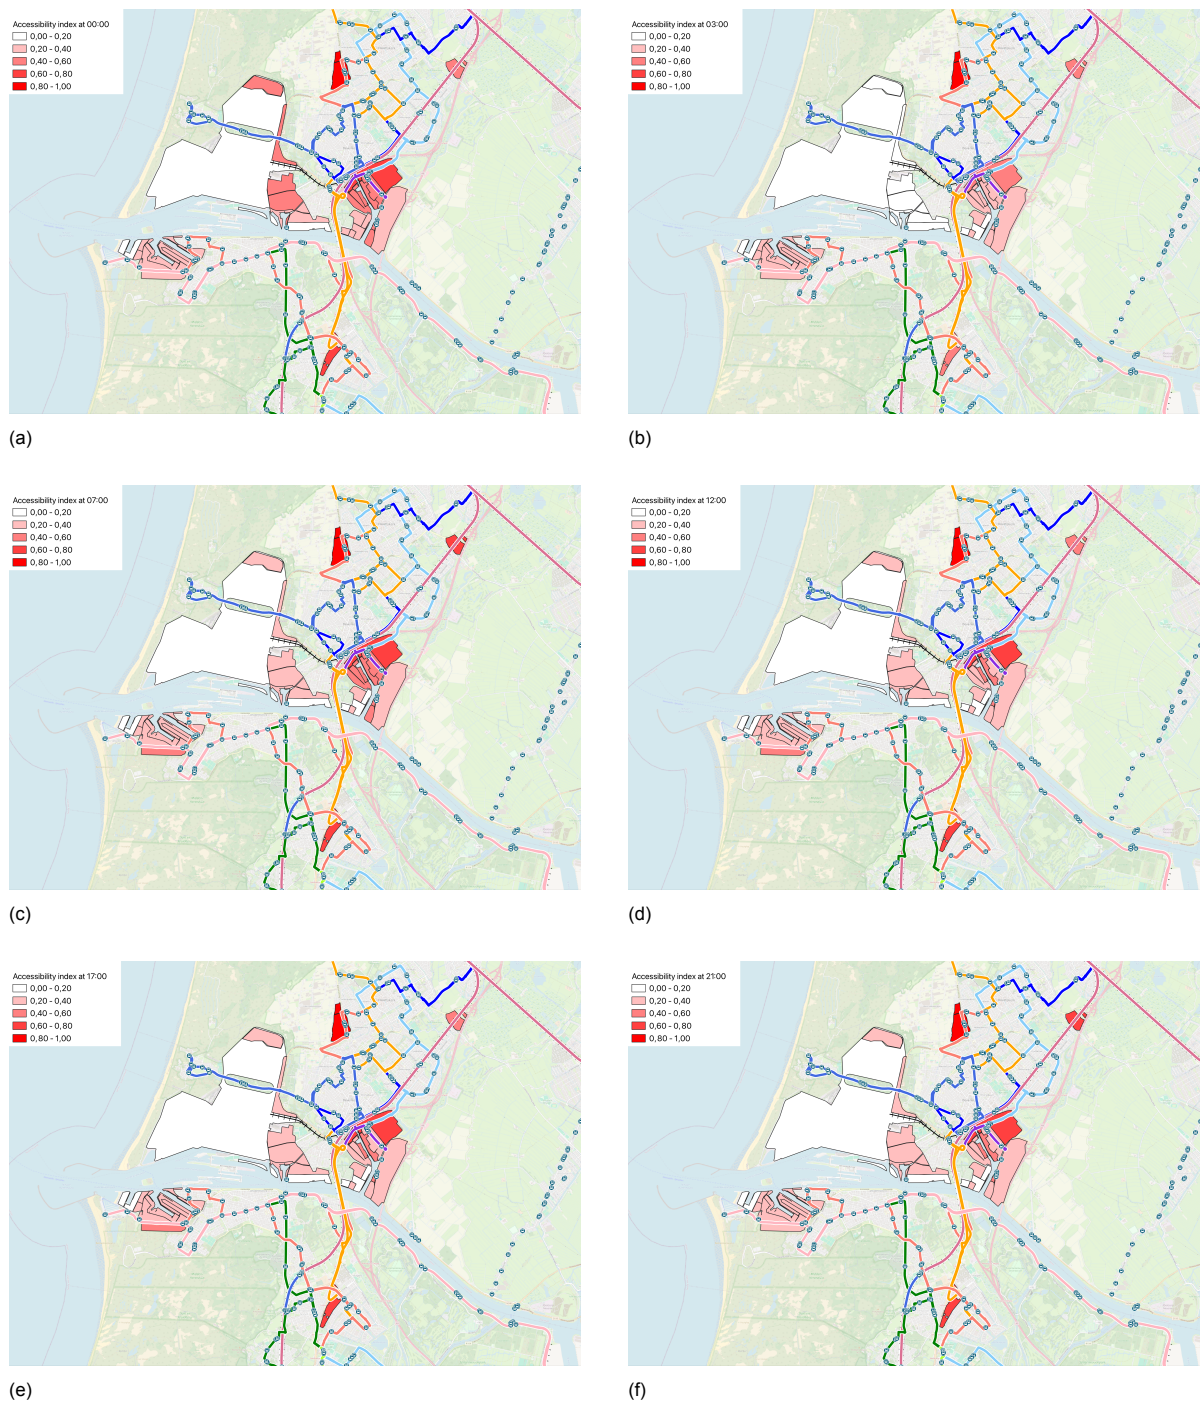 Accessibility index at 00:00
0,00 - 0,20
0,20 - 0,40
0,40 - 0,60
0,60 - 0,80
0,80 - 1,00
(a)
Accessibility index at 03:00
0,00 - 0,20
0,20 - 0,40
0,40 - 0,60
0,60 - 0,80
0,80 - 1,00
(b)
Accessibility index at 07:00
0,00 - 0,20
0,20 - 0,40
0,40 - 0,60
0,60 - 0,80
0,80 - 1,00
(c)
Accessibility index at 12:00
0,00 - 0,20
0,20 - 0,40
0,40 - 0,60
0,60 - 0,80
0,80 - 1,00
(d)
Accessibility index at 17:00
0,00 - 0,20
0,20 - 0,40
0,40 - 0,60
0,60 - 0,80
0,80 - 1,00
(e)
Accessibility index at 21:00
0,00 - 0,20
0,20 - 0,40
0,40 - 0,60
0,60 - 0,80
0,80 - 1,00
(f)